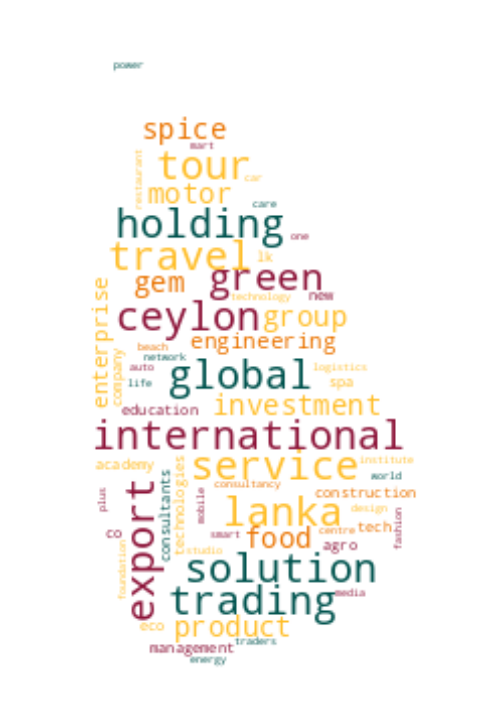 power
spice
mart
restaurant
tour
car
motor
care
holding
one
travel
lk
green
gem
technology
new
enterprise
ceylon
group
engineering
beach
network
company
auto
global
logistics
life
spa
education
investment
international
service
academy
institute
technologies
consultants
world
consultancy
construction
plus
export
mobile
lanka
design
fashion
co
smart
food
centre
tech
agro
foundation
studio
solution
trading
media
eco
product
traders
management
energy